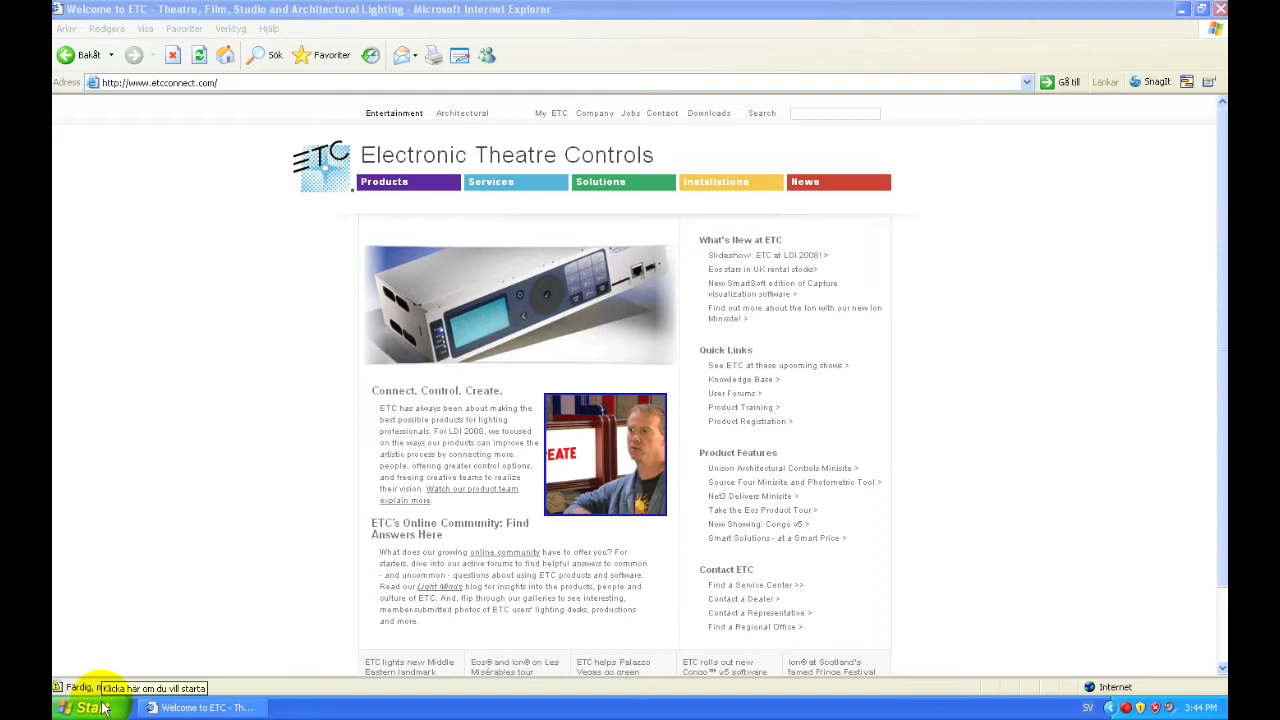 Welcome to ETC - Theatre, Film, Studio and Architectural Lighting - Microsoft Internet Explorer
Arkiv Redigera Visa Favoriter Verktyg Hjälp
Bakåt Sök Favoriter
Adress http://www.etcconnect.com/ Gå till Länkar SnagIt
Entertainment Architectural My ETC Company Jobs Contact Downloads Search
ETC Electronic Theatre Controls
Products Services Solutions Installations News
What's New at ETC
Slideshow: ETC at LDI 2008! >
Eos stars in UK rental stocks>
New SmartSoft edition of Capture
visualization software >
Find out more about the Ion with our new Ion
Minisite! >
Quick Links
See ETC at these upcoming shows >
Knowledge Base >
User Forums >
Product Training >
Product Registration >
Product Features
Unison Architectural Controls Minisite >
Source Four Minisite and Photometric Tool >
Net3 Delivers Minisite >
Take the Eos Product Tour >
Now Showing: Congo v5 >
Smart Solutions - at a Smart Price >
Contact ETC
Find a Service Center >>
Contact a Dealer >
Contact a Representative >
Find a Regional Office >
Connect. Control. Create.
ETC has always been about making the
best possible products for lighting
professionals. For LDI 2008, we focused
on the ways our products can improve the
artistic process by connecting more
people, offering greater control options,
and freeing creative teams to realize
their vision. Watch our product team
explain more.
EATE
ETC's Online Community: Find
Answers Here
What does our growing online community have to offer you? For
starters, dive into our active forums to find helpful answers to common
- and uncommon - questions about using ETC products and software.
Read our Light Minds blog for insights into the products, people and
culture of ETC. And, flip through our galleries to see interesting,
member-submitted photos of ETC users' lighting desks, productions
and more.
ETC lights new Middle
Eastern landmark
Eos® and Ion® on Les
Misérables tour
ETC helps Palazzo
Vegas go green
ETC rolls out new
Congo™ v5 software
Ion® at Scotland's
famed Fringe Festival
Färdig, Klicka här om du vill starta Internet
Start Welcome to ETC - Th... SV 3:44 PM